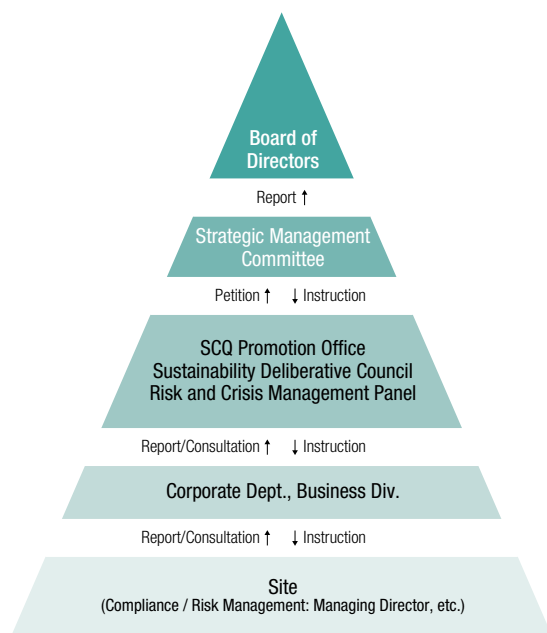 Board of
Directors
Report ↑
Strategic Management
Committee
Petition ↑ ↓ Instruction
SCQ Promotion Office
Sustainability Deliberative Council
Risk and Crisis Management Panel
Report/Consultation ↑ ↓ Instruction
Corporate Dept., Business Div.
Report/Consultation ↑ ↓ Instruction
Site
(Compliance / Risk Management: Managing Director, etc.)